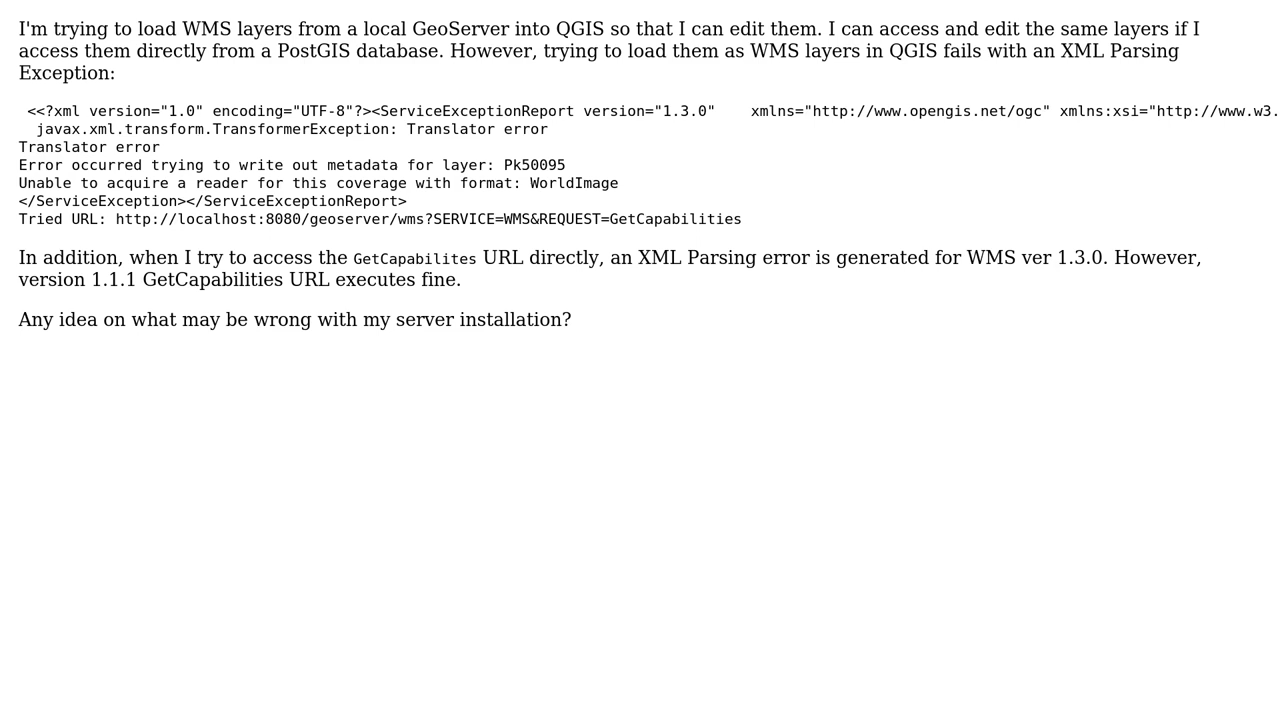 I'm trying to load WMS layers from a local GeoServer into QGIS so that I can edit them. I can access and edit the same layers if I
access them directly from a PostGIS database. However, trying to load them as WMS layers in QGIS fails with an XML Parsing
Exception:
<<?xml version="1.0" encoding="UTF-8"?><ServiceExceptionReport version="1.3.0"    xmlns="http://www.opengis.net/ogc" xmlns:xsi="http://www.w3.
javax.xml.transform.TransformerException: Translator error
Translator error
Error occurred trying to write out metadata for layer: Pk50095
Unable to acquire a reader for this coverage with format: WorldImage
</ServiceException></ServiceExceptionReport>
Tried URL: http://localhost:8080/geoserver/wms?SERVICE=WMS&REQUEST=GetCapabilities
In addition, when I try to access the GetCapabilites URL directly, an XML Parsing error is generated for WMS ver 1.3.0. However,
version 1.1.1 GetCapabilities URL executes fine.
Any idea on what may be wrong with my server installation?